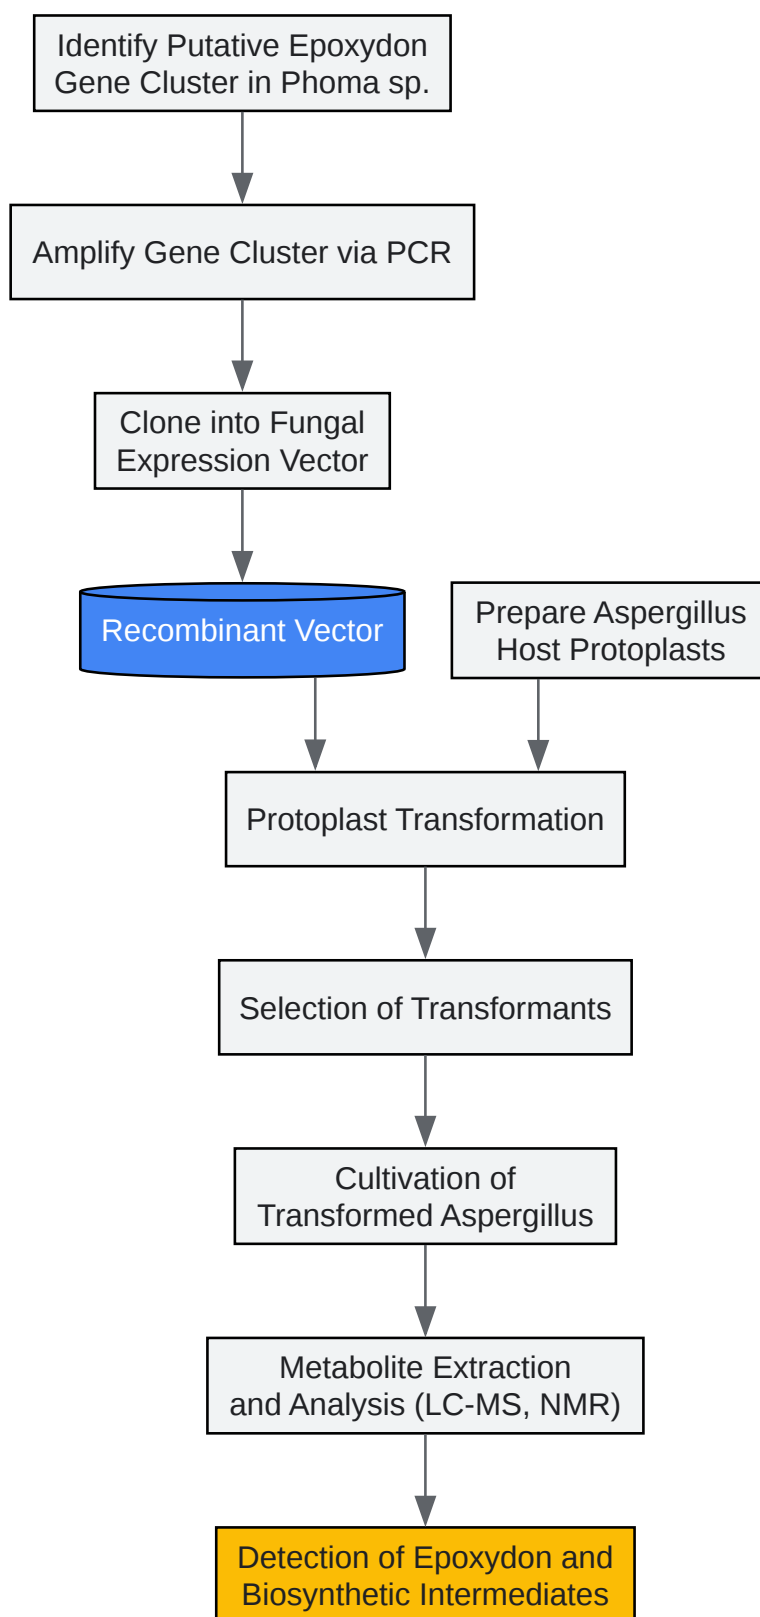 Identify Putative Epoxydon
Gene Cluster in Phoma sp.
Amplify Gene Cluster via PCR
Clone into Fungal
Expression Vector
Recombinant Vector
Prepare Aspergillus
Host Protoplasts
Protoplast Transformation
Selection of Transformants
Cultivation of
Transformed Aspergillus
Metabolite Extraction
and Analysis (LC-MS, NMR)
Detection of Epoxydon and
Biosynthetic Intermediates